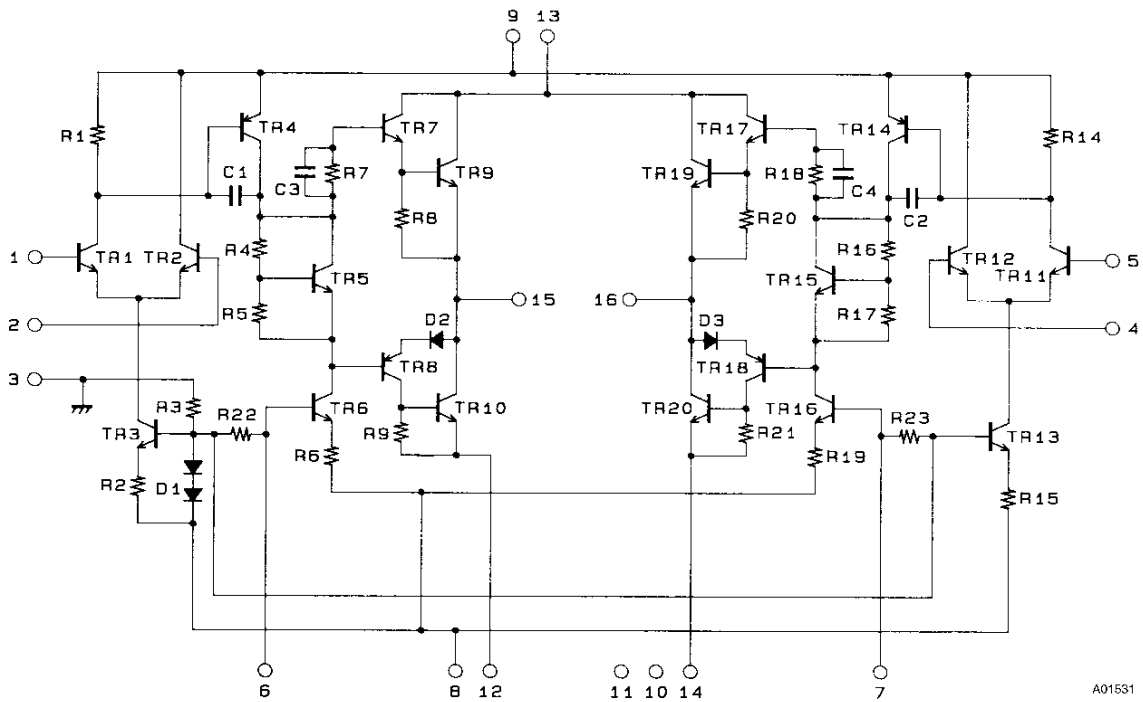 9 13
R1 TR4 TR7 TR17 TR14 R14
C1 C3 R7 TR9 TR19 R18 C4 C2
R8 R20
1 TR1 TR2 R4 TR5 TR15 R16 TR12 TR11 5
2 R5 15 16 R17 4
D2 D3
3 TR8 TR18
R3 R22 TR6 TR10 TR20 TR16 R23
TR3 R9 R21 TR13
R2 D1 R6 R19 R15
6 8 12 11 10 14 7
A01531